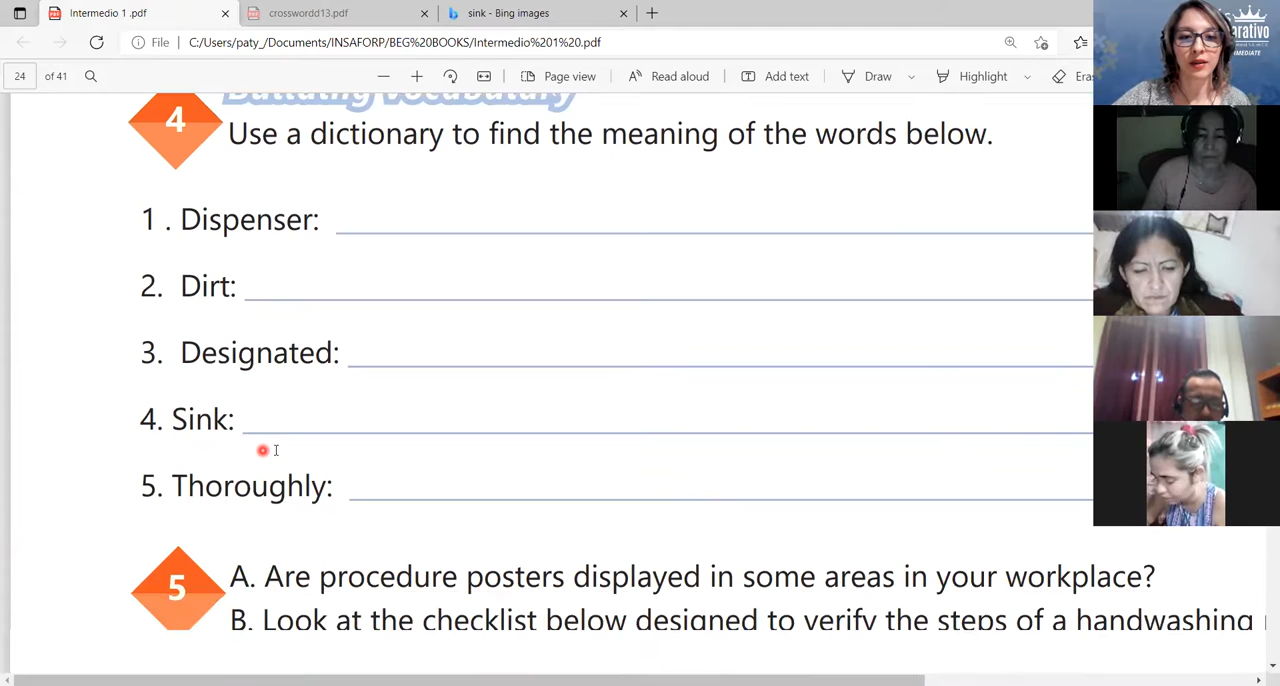 Intermedio 1 .pdf
crosswordd13.pdf
sink - Bing images
File
C:/Users/paty_/Documents/INSAFORP/BEG%20BOOKS/Intermedio%201%20.pdf
24 of 41
Page view
Read aloud
Add text
Draw
Highlight
Building Vocabulary
4
Use a dictionary to find the meaning of the words below.
1 . Dispenser:
2. Dirt:
3. Designated:
4. Sink:
5. Thoroughly:
5
A. Are procedure posters displayed in some areas in your workplace?
B. Look at the checklist below designed to verify the steps of a handwashing